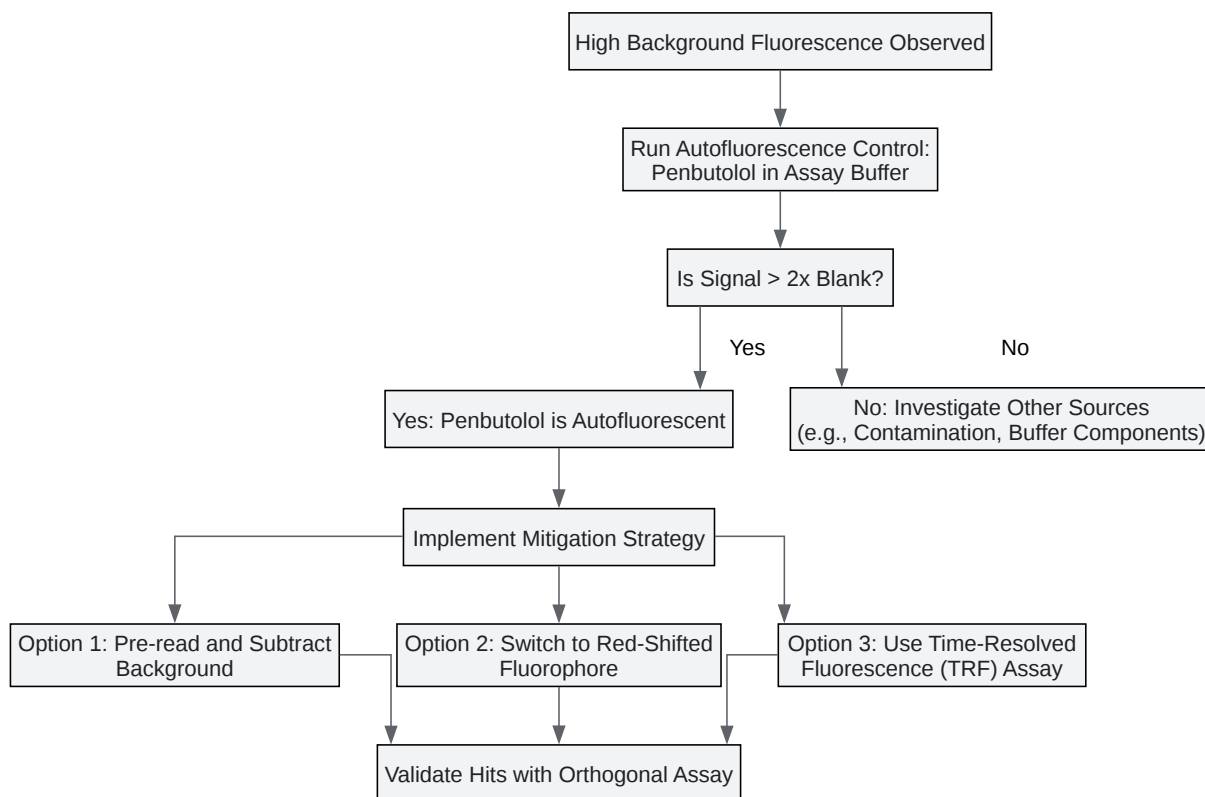 High Background Fluorescence Observed
Run Autofluorescence Control:
Penbutolol in Assay Buffer
Is Signal > 2x Blank?
Yes
No
Yes: Penbutolol is Autofluorescent
No: Investigate Other Sources
(e.g., Contamination, Buffer Components)
Implement Mitigation Strategy
Option 1: Pre-read and Subtract
Background
Option 2: Switch to Red-Shifted
Fluorophore
Option 3: Use Time-Resolved
Fluorescence (TRF) Assay
Validate Hits with Orthogonal Assay